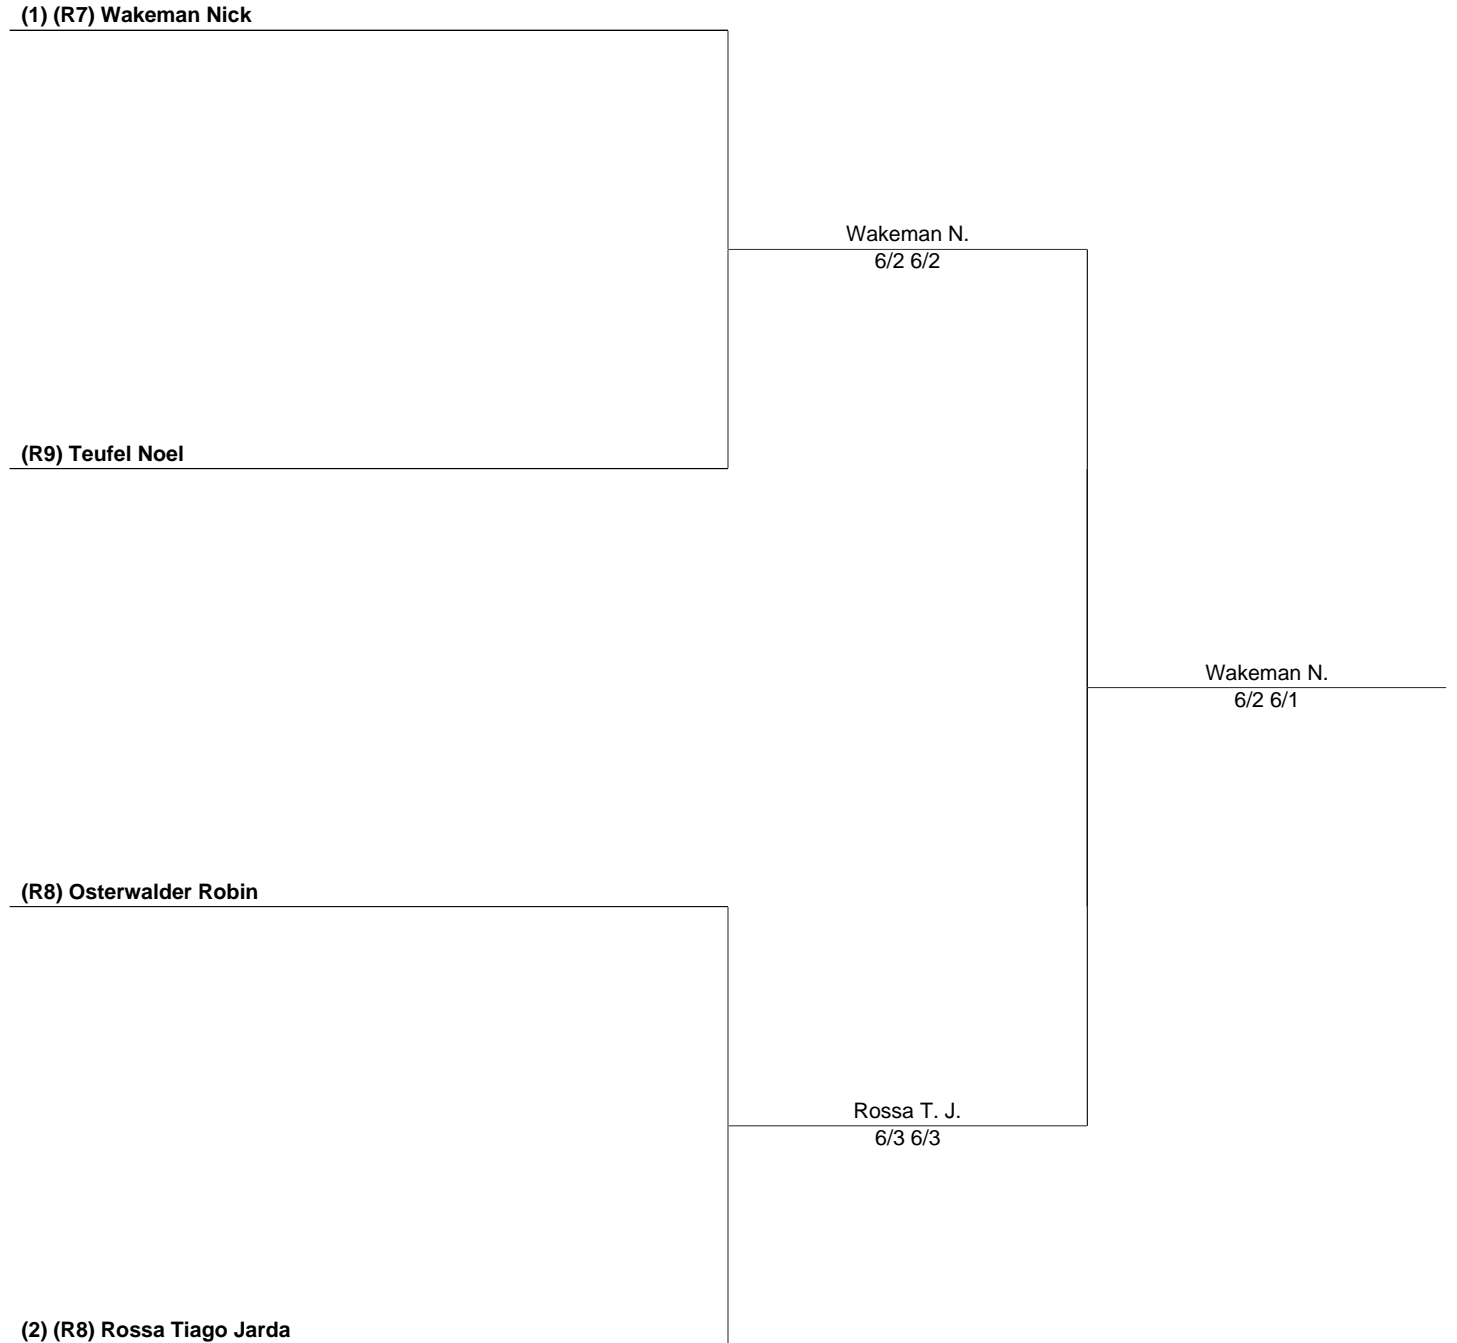 (1) (R7) Wakeman Nick
Wakeman N.
6/2 6/2
(R9) Teufel Noel
Wakeman N.
6/2 6/1
(R8) Osterwalder Robin
Rossa T. J.
6/3 6/3
(2) (R8) Rossa Tiago Jarda